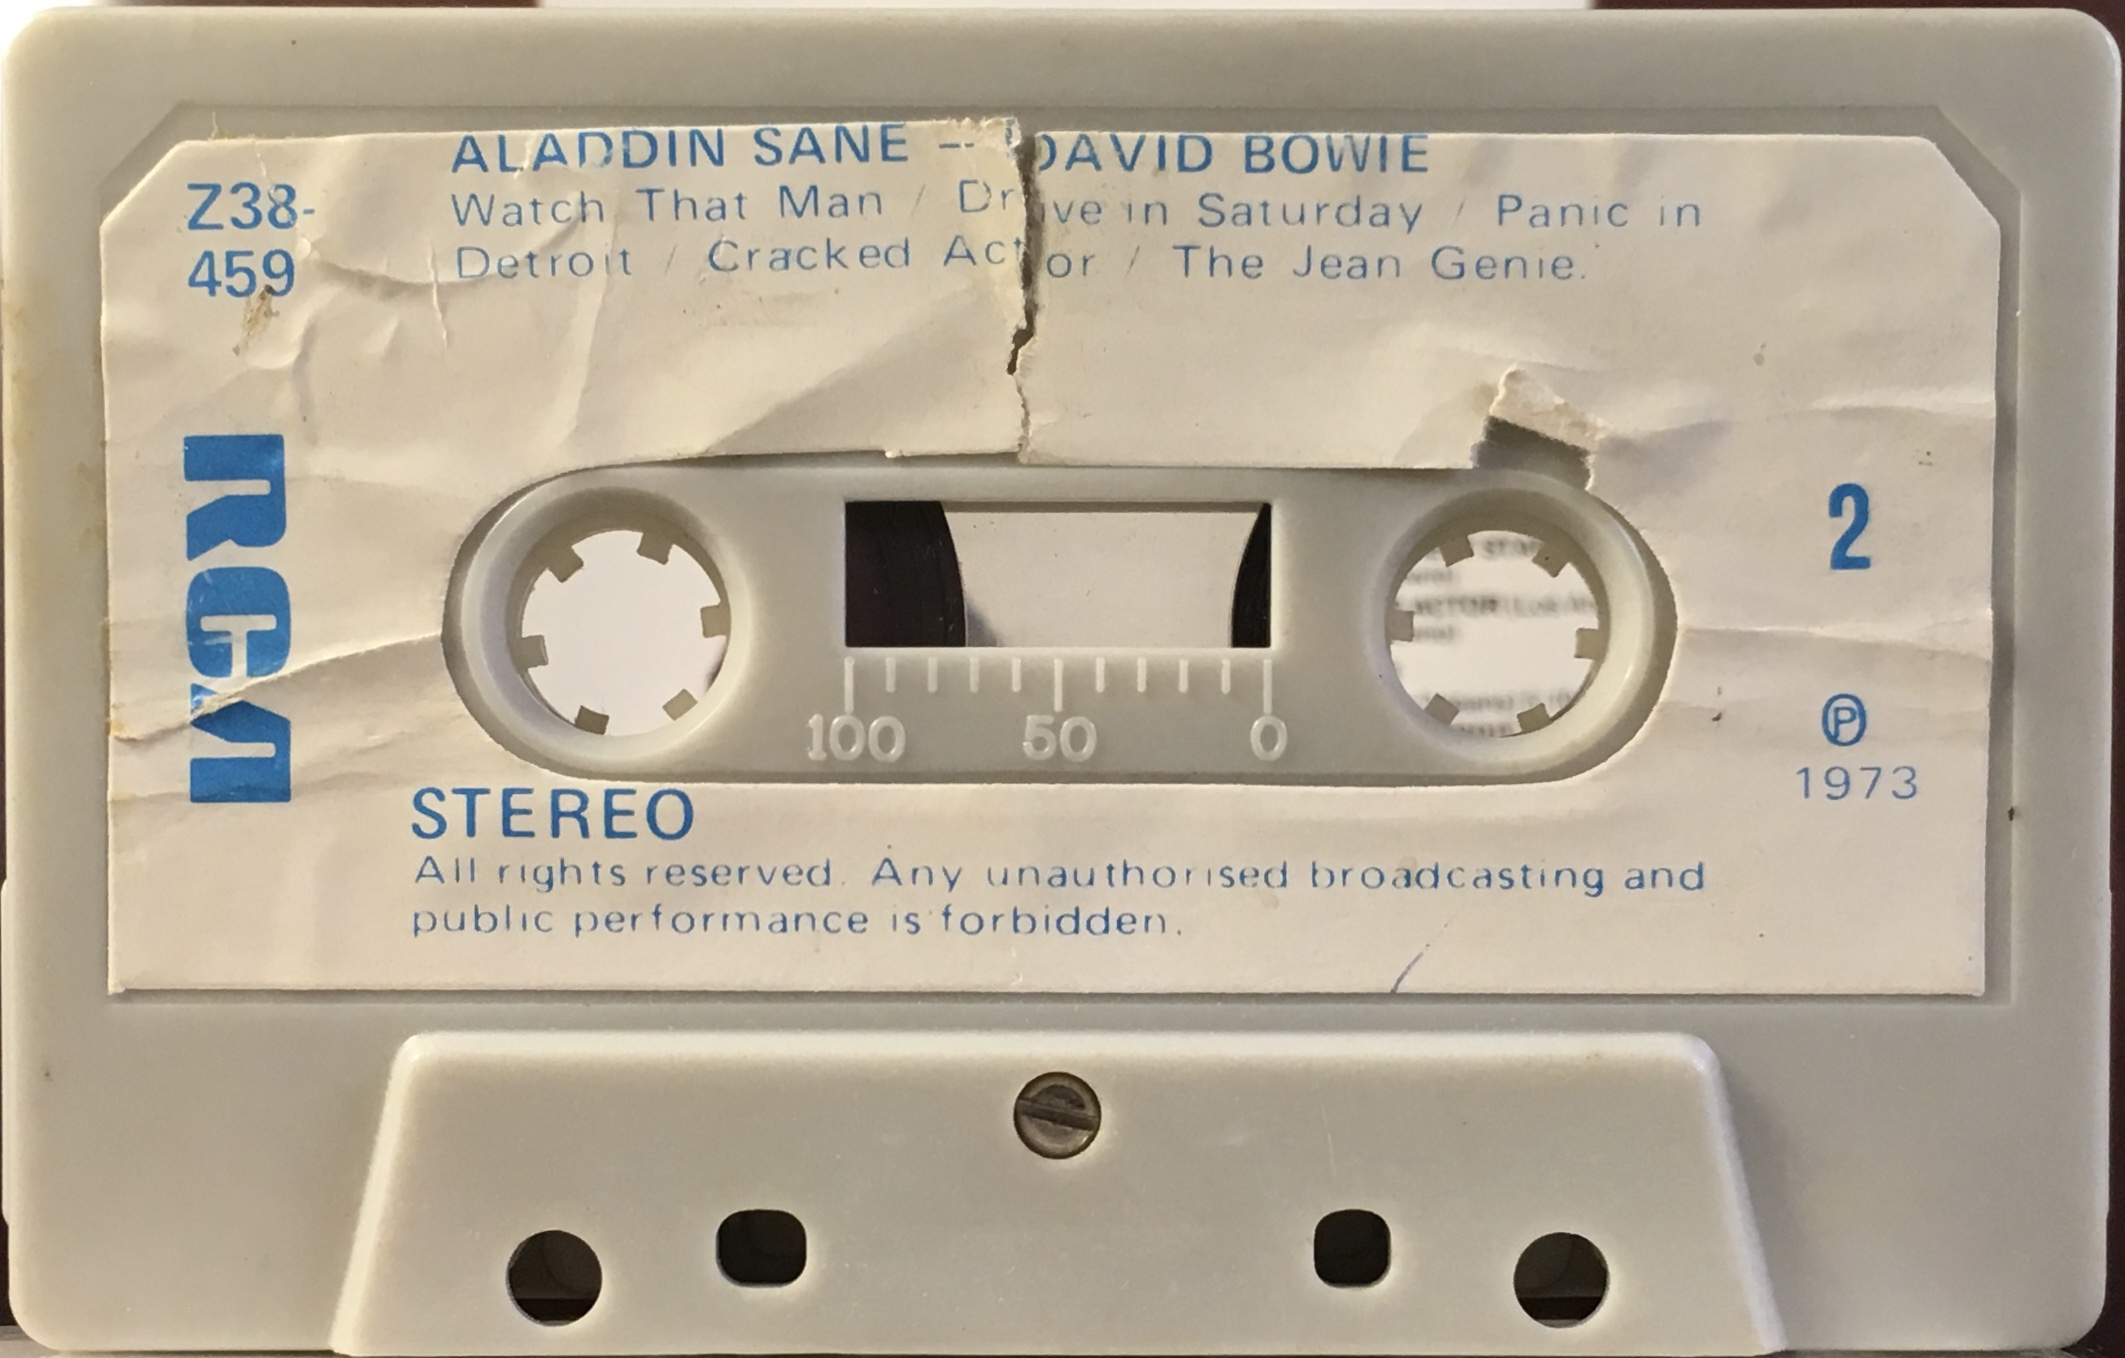 ALADDIN SANE — DAVID BOWIE
Z38-
459
Watch That Man / Drive in Saturday / Panic in
Detroit / Cracked Actor / The Jean Genie.
RCA
2
100 50 0
℗
1973
STEREO
All rights reserved. Any unauthorised broadcasting and
public performance is forbidden.